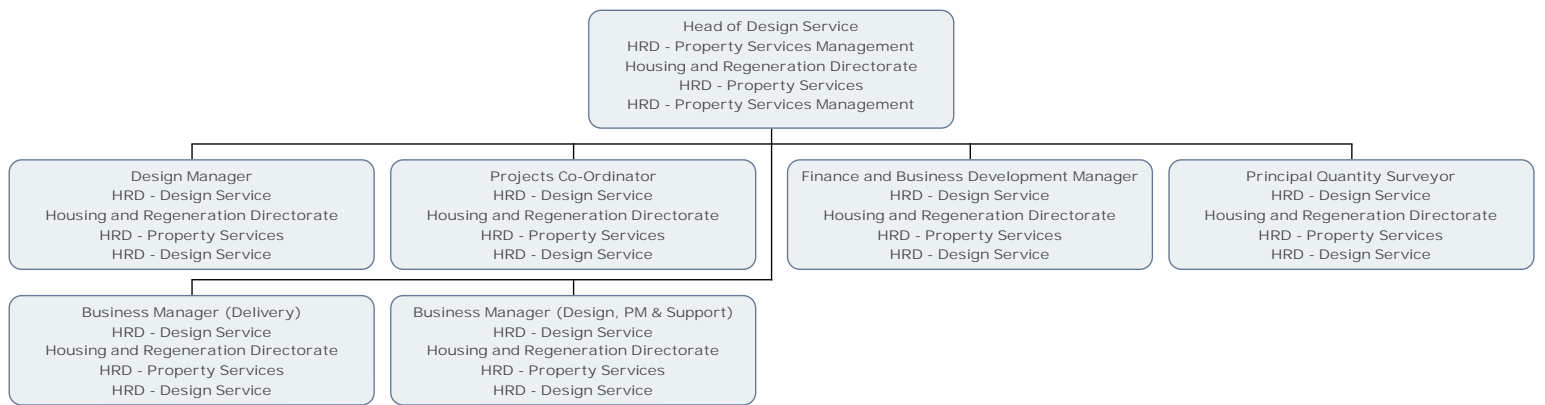 Head of Design Service
HRD - Property Services Management
Housing and Regeneration Directorate
HRD - Property Services
HRD - Property Services Management
Design Manager
HRD - Design Service
Housing and Regeneration Directorate
HRD - Property Services
HRD - Design Service
Projects Co-Ordinator
HRD - Design Service
Housing and Regeneration Directorate
HRD - Property Services
HRD - Design Service
Finance and Business Development Manager
HRD - Design Service
Housing and Regeneration Directorate
HRD - Property Services
HRD - Design Service
Principal Quantity Surveyor
HRD - Design Service
Housing and Regeneration Directorate
HRD - Property Services
HRD - Design Service
Business Manager (Delivery)
HRD - Design Service
Housing and Regeneration Directorate
HRD - Property Services
HRD - Design Service
Business Manager (Design, PM & Support)
HRD - Design Service
Housing and Regeneration Directorate
HRD - Property Services
HRD - Design Service